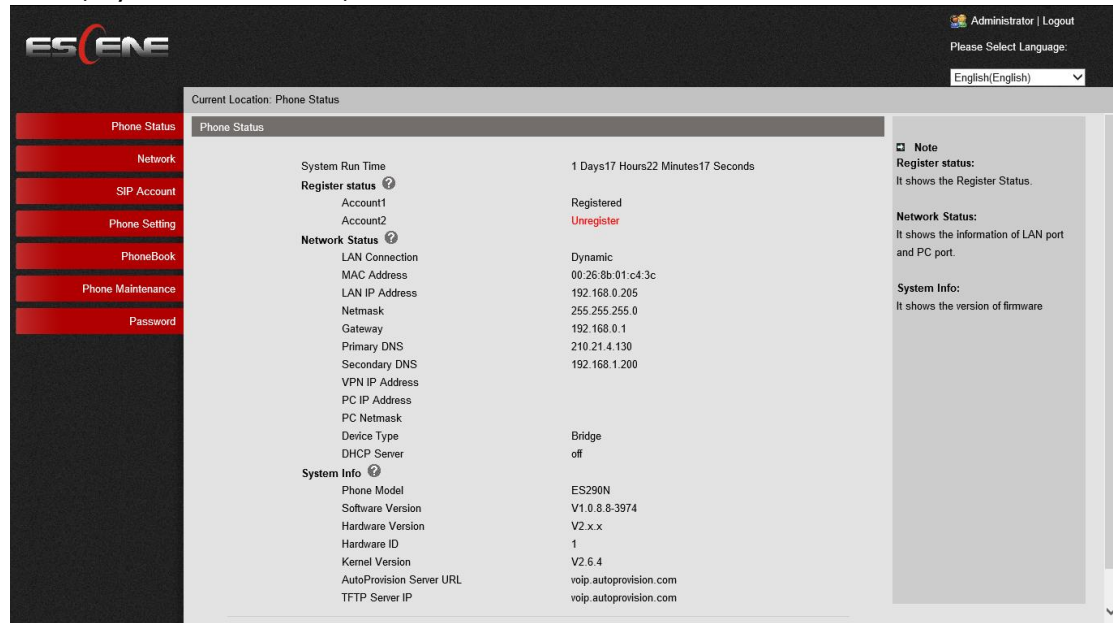 ESCENE
Administrator | Logout
Please Select Language:
English(English)
Current Location: Phone Status
Phone Status
Network
SIP Account
Phone Setting
PhoneBook
Phone Maintenance
Password
Phone Status
System Run Time 1 Days17 Hours22 Minutes17 Seconds
Register status
Account1 Registered
Account2 Unregister
Network Status
LAN Connection Dynamic
MAC Address 00:26:8b:01:c4:3c
LAN IP Address 192.168.0.205
Netmask 255.255.255.0
Gateway 192.168.0.1
Primary DNS 210.21.4.130
Secondary DNS 192.168.1.200
VPN IP Address
PC IP Address
PC Netmask
Device Type Bridge
DHCP Server off
System Info
Phone Model ES290N
Software Version V1.0.8.8-3974
Hardware Version V2.x.x
Hardware ID 1
Kernel Version V2.6.4
AutoProvision Server URL voip.autoprovision.com
TFTP Server IP voip.autoprovision.com
Note
Register status:
It shows the Register Status.
Network Status:
It shows the information of LAN port
and PC port.
System Info:
It shows the version of firmware